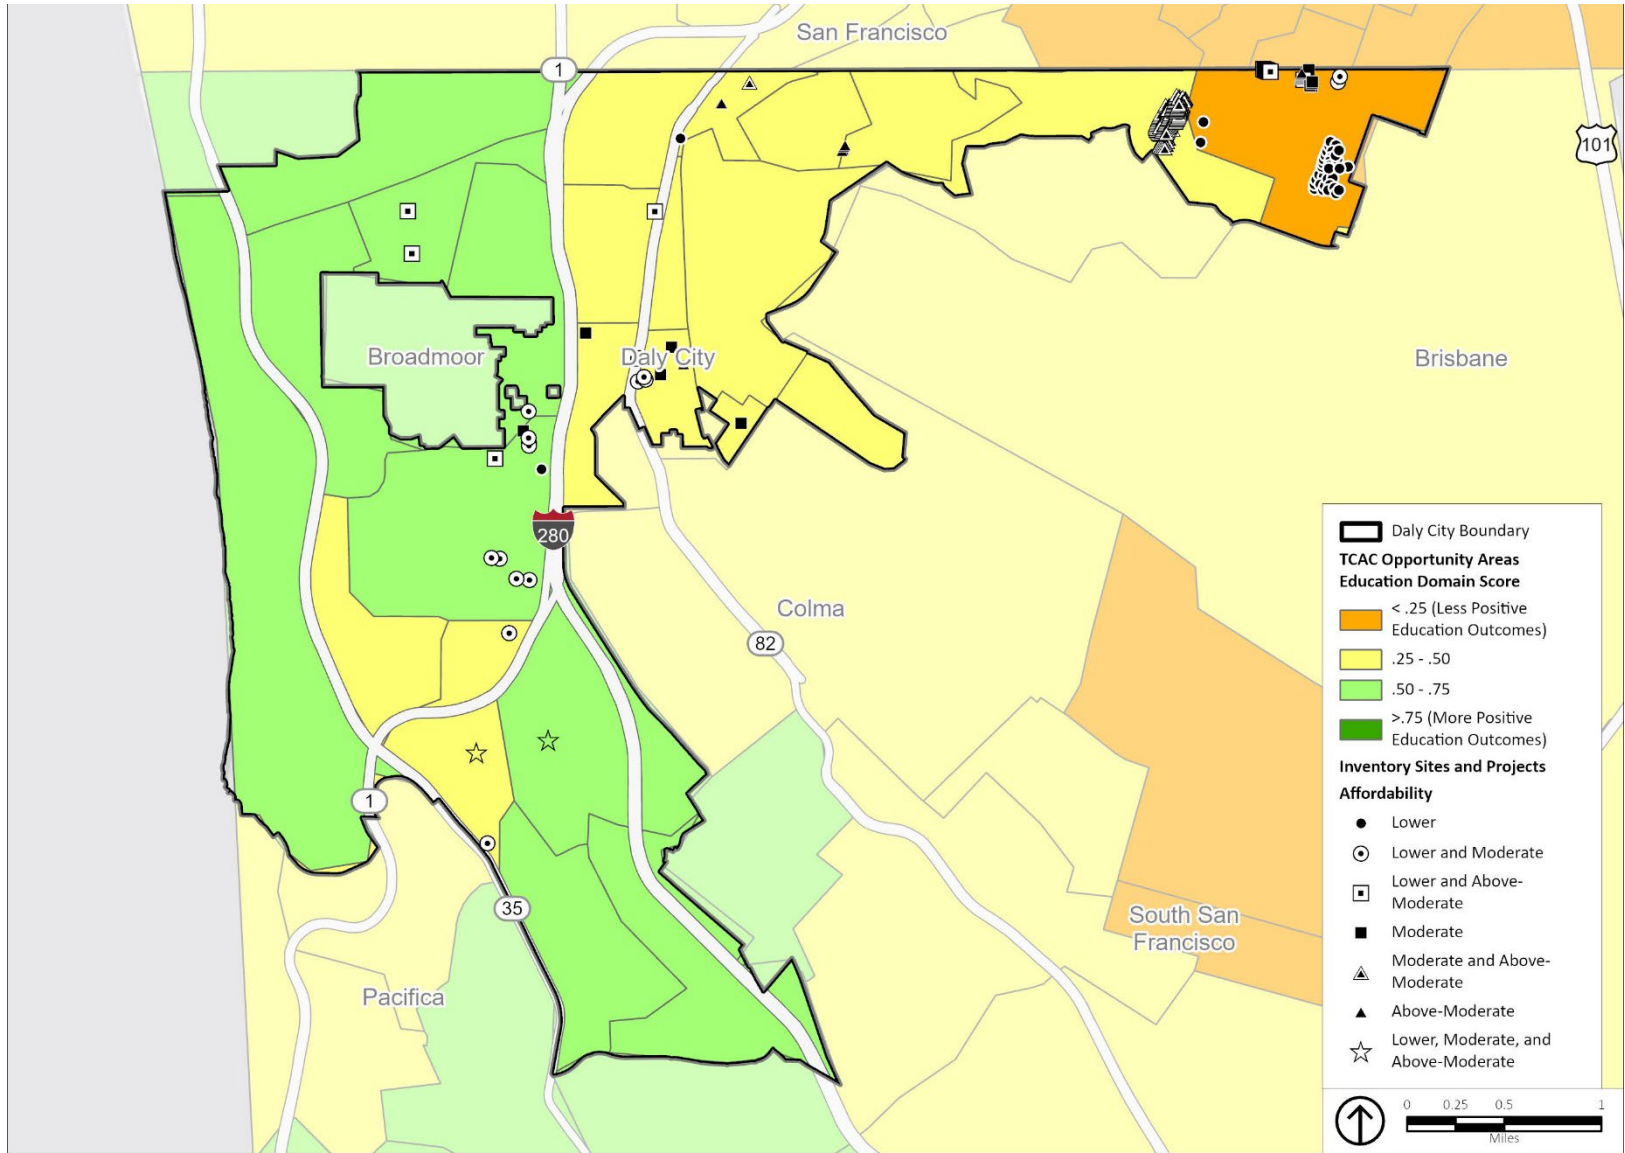 San Francisco
1
101
Broadmoor
Daly City
Brisbane
280
Colma
82
1
35
South San
Francisco
Pacifica
Daly City Boundary
TCAC Opportunity Areas
Education Domain Score
< .25 (Less Positive
Education Outcomes)
.25 - .50
.50 - .75
>.75 (More Positive
Education Outcomes)
Inventory Sites and Projects
Affordability
Lower
Lower and Moderate
Lower and Above-
Moderate
Moderate
Moderate and Above-
Moderate
Above-Moderate
Lower, Moderate, and
Above-Moderate
0 0.25 0.5 1
Miles